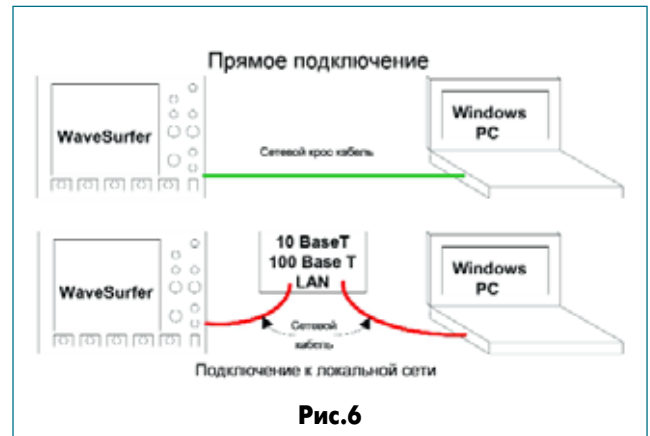 Прямое подключение
WaveSurfer
Windows
PC
Сетевой крос кабель
10 BaseT
100 Base T
LAN
WaveSurfer
Windows
PC
Сетевой
кабель
Подключение к локальной сети
Рис.6